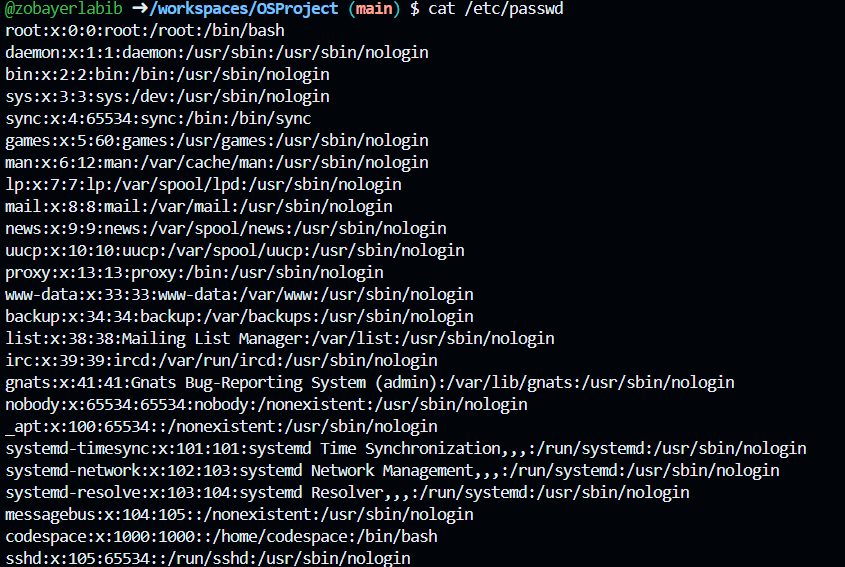 @zobayerlabib ➜/workspaces/OSProject (main) $ cat /etc/passwd
root:x:0:0:root:/root:/bin/bash
daemon:x:1:1:daemon:/usr/sbin:/usr/sbin/nologin
bin:x:2:2:bin:/bin:/usr/sbin/nologin
sys:x:3:3:sys:/dev:/usr/sbin/nologin
sync:x:4:65534:sync:/bin:/bin/sync
games:x:5:60:games:/usr/games:/usr/sbin/nologin
man:x:6:12:man:/var/cache/man:/usr/sbin/nologin
lp:x:7:7:lp:/var/spool/lpd:/usr/sbin/nologin
mail:x:8:8:mail:/var/mail:/usr/sbin/nologin
news:x:9:9:news:/var/spool/news:/usr/sbin/nologin
uucp:x:10:10:uucp:/var/spool/uucp:/usr/sbin/nologin
proxy:x:13:13:proxy:/bin:/usr/sbin/nologin
www-data:x:33:33:www-data:/var/www:/usr/sbin/nologin
backup:x:34:34:backup:/var/backups:/usr/sbin/nologin
list:x:38:38:Mailing List Manager:/var/list:/usr/sbin/nologin
irc:x:39:39:ircd:/var/run/ircd:/usr/sbin/nologin
gnats:x:41:41:Gnats Bug-Reporting System (admin):/var/lib/gnats:/usr/sbin/nologin
nobody:x:65534:65534:nobody:/nonexistent:/usr/sbin/nologin
_apt:x:100:65534::/nonexistent:/usr/sbin/nologin
systemd-timesync:x:101:101:systemd Time Synchronization,,,:/run/systemd:/usr/sbin/nologin
systemd-network:x:102:103:systemd Network Management,,,:/run/systemd:/usr/sbin/nologin
systemd-resolve:x:103:104:systemd Resolver,,,:/run/systemd:/usr/sbin/nologin
messagebus:x:104:105::/nonexistent:/usr/sbin/nologin
codespace:x:1000:1000::/home/codespace:/bin/bash
sshd:x:105:65534::/run/sshd:/usr/sbin/nologin